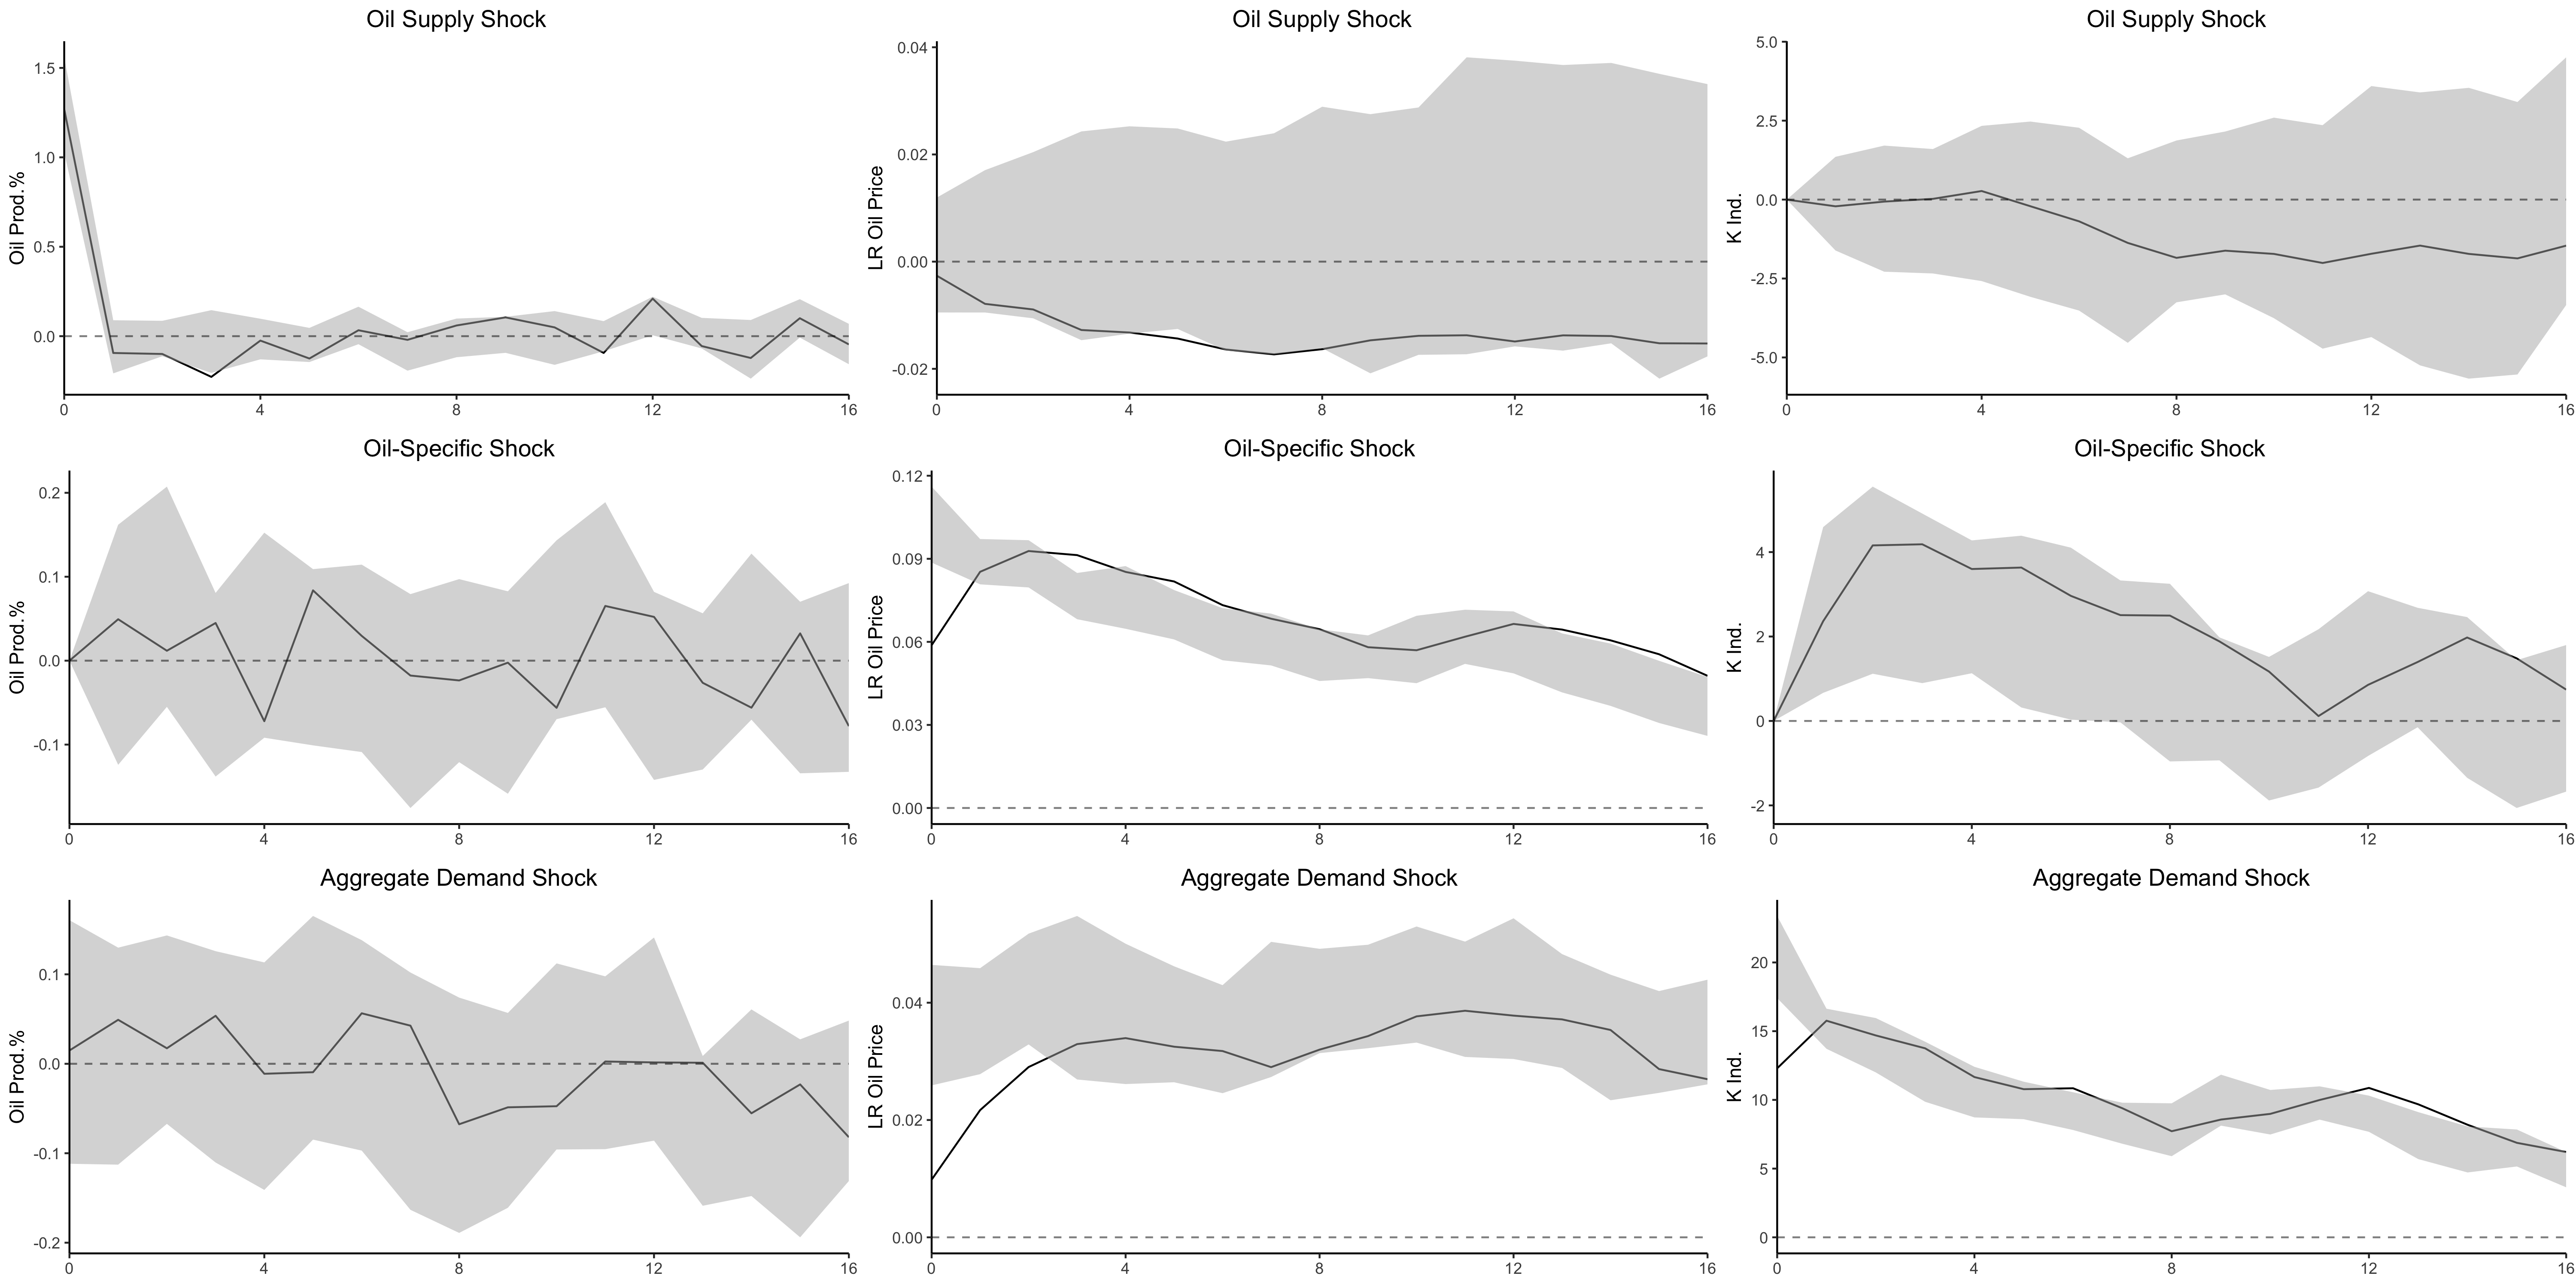 Oil Supply Shock
Oil Prod.%
1.5
1.0
0.5
0.0
0 4 8 12 16
Oil Supply Shock
LR Oil Price
0.04
0.02
0.00
-0.02
0 4 8 12 16
Oil Supply Shock
K Ind.
5.0
2.5
0.0
-2.5
-5.0
0 4 8 12 16
Oil-Specific Shock
Oil Prod.%
0.2
0.1
0.0
-0.1
0 4 8 12 16
Oil-Specific Shock
LR Oil Price
0.12
0.09
0.06
0.03
0.00
0 4 8 12 16
Oil-Specific Shock
K Ind.
4
2
0
-2
0 4 8 12 16
Aggregate Demand Shock
Oil Prod.%
0.1
0.0
-0.1
-0.2
0 4 8 12 16
Aggregate Demand Shock
LR Oil Price
0.04
0.02
0.00
0 4 8 12 16
Aggregate Demand Shock
K Ind.
20
15
10
5
0
0 4 8 12 16